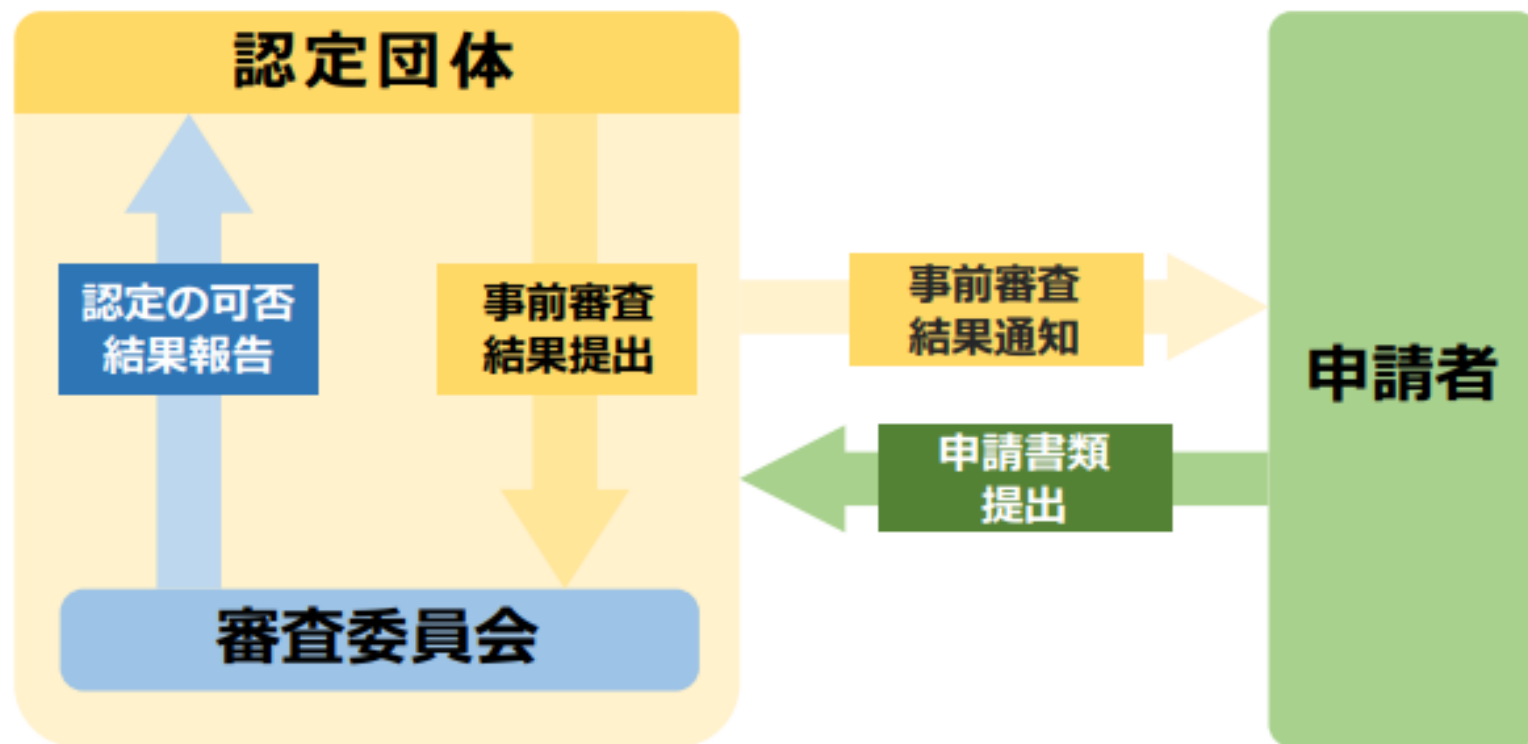 認定団体
認定の可否
結果報告
事前審査
結果提出
審査委員会
事前審査
結果通知
申請書類
提出
申請者